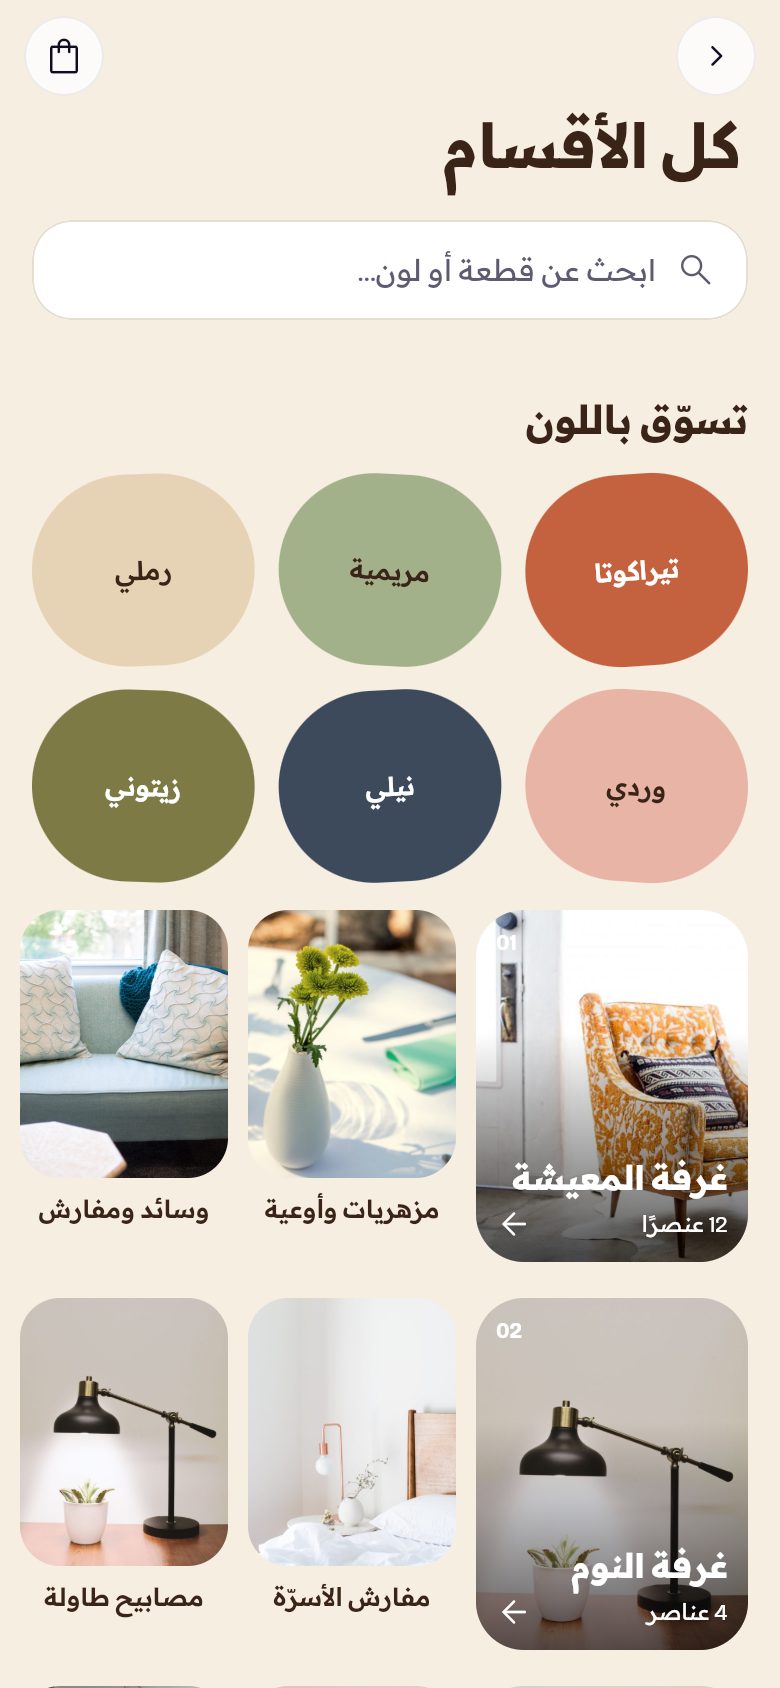 كل الأقسام
ابحث عن قطعة أو لون...
تسوّق باللون
تيراكوتا
مريمية
رملي
وردي
نيلي
زيتوني
01
غرفة المعيشة
12 عنصرًا
مزهريات وأوعية
وسائد ومفارش
02
غرفة النوم
4 عناصر
مفارش الأسرّة
مصابيح طاولة